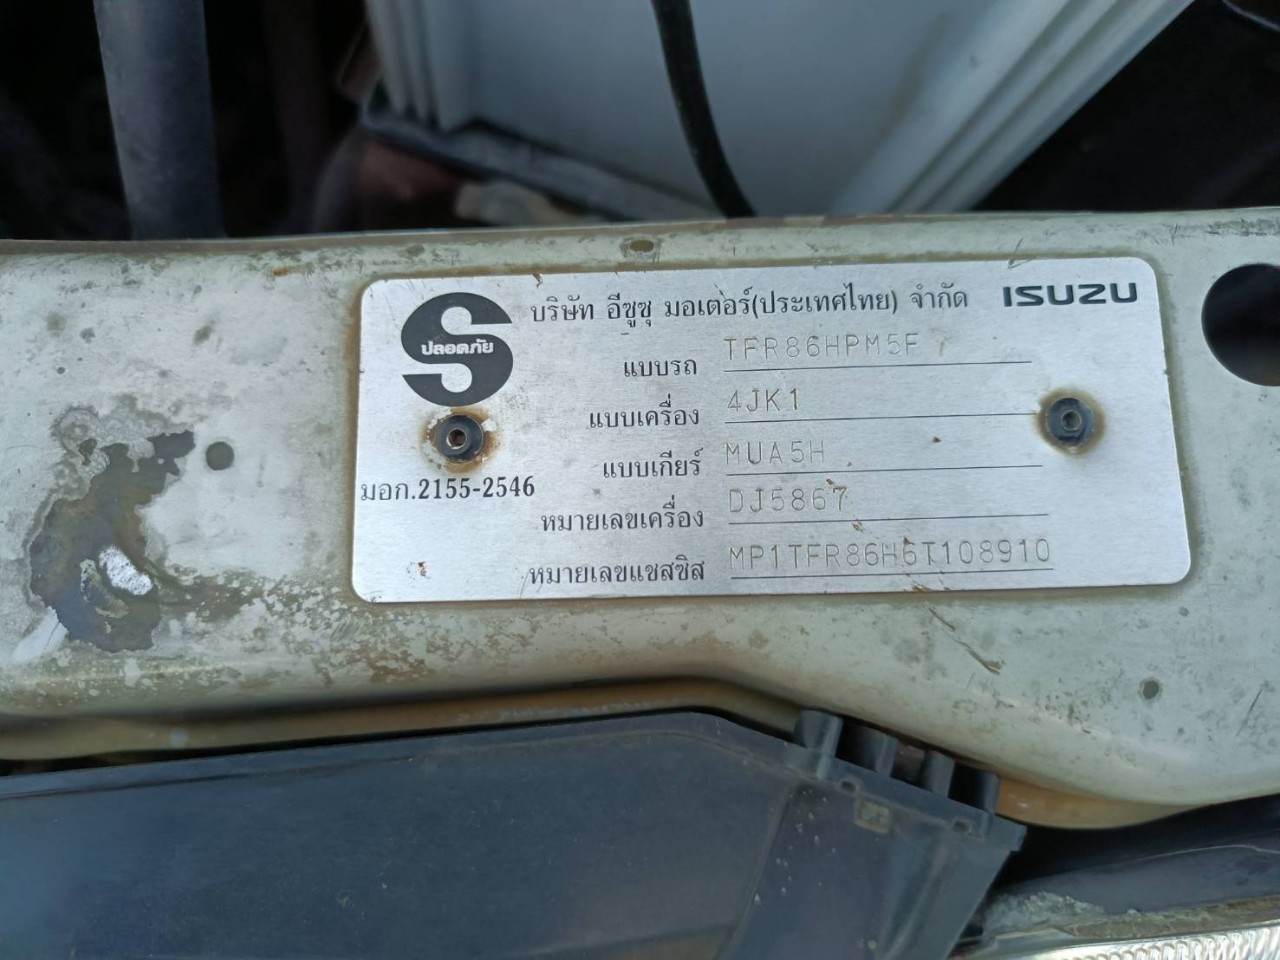 บริษัท อีซูซุ มอเตอร์(ประเทศไทย) จำกัด ISUZU
ปลอดภัย
แบบรถ TFR86HPM5F
แบบเครื่อง 4JK1
แบบเกียร์ MUA5H
มอก.2155-2546
หมายเลขเครื่อง DJ5867
หมายเลขแชสซิส MP1TFR86H6T108910